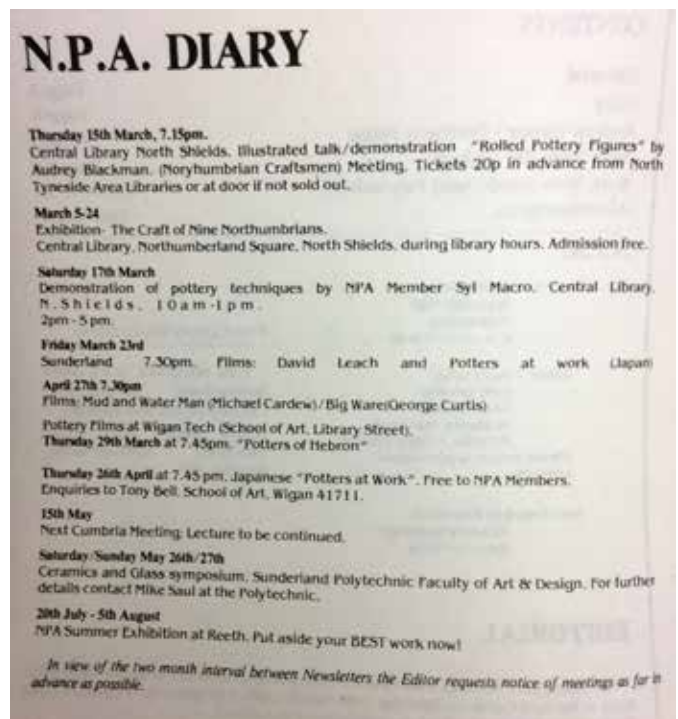 N.P.A. DIARY
Thursday 15th March, 7.15pm.
Central Library North Shields. Illustrated talk/demonstration "Rolled Pottery Figures" by
Audrey Blackman. (Noryhumbrian Craftsmen) Meeting. Tickets 20p in advance from North
Tyneside Area Libraries or at door if not sold out.
March 5-24
Exhibition- The Craft of Nine Northumbrians.
Central Library, Northumberland Square, North Shields, during library hours. Admission free.
Saturday 17th March
Demonstration of pottery techniques by NPA Member Syl Macro. Central Library.
N.Shields. 10am-1pm.
2pm-5pm.
Friday March 23rd
Sunderland 7.30pm. Films: David Leach and Potters at work (Japan)
April 27th 7.30pm
Films: Mud and Water Man (Michael Cardew)/Big Ware(George Curtis)
Pottery Films at Wigan Tech (School of Art, Library Street).
Thursday 29th March at 7.45pm. "Potters of Hebron"
Thursday 26th April at 7.45 pm. Japanese "Potters at Work". Free to NPA Members.
Enquiries to Tony Bell. School of Art, Wigan 41711.
15th May
Next Cumbria Meeting: Lecture to be continued.
Saturday/Sunday May 26th/27th
Ceramics and Glass symposium, Sunderland Polytechnic Faculty of Art & Design. For further
details contact Mike Saul at the Polytechnic.
20th July - 5th August
NPA Summer Exhibition at Reeth. Put aside your BEST work now!
In view of the two month interval between Newsletters the Editor requests notice of meetings as far in
advance as possible.